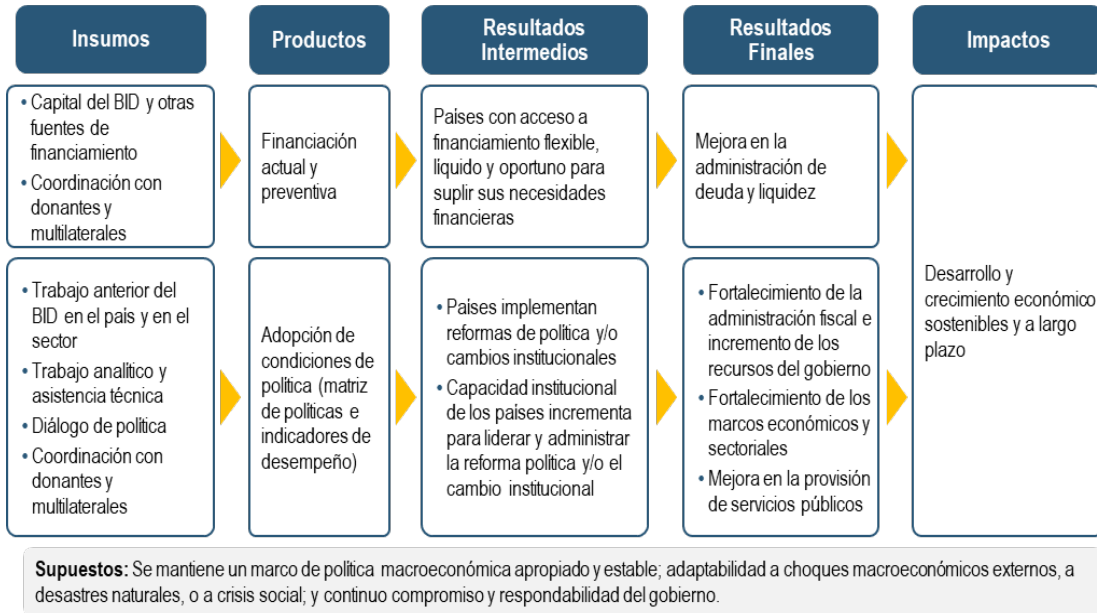 Insumos
Productos
Resultados
Intermedios
Resultados
Finales
Impactos
• Capital del BID y otras
fuentes de
financiamiento
• Coordinación con
donantes y
multilaterales
Financiación
actual y
preventiva
Países con acceso a
financiamiento flexible,
líquido y oportuno para
suplir sus necesidades
financieras
Mejora en la
administración de
deuda y liquidez
• Trabajo anterior del
BID en el país y en el
sector
• Trabajo analítico y
asistencia técnica
• Diálogo de política
• Coordinación con
donantes y
multilaterales
Adopción de
condiciones de
política (matriz
de políticas e
indicadores de
desempeño)
• Países implementan
reformas de política y/o
cambios institucionales
• Capacidad institucional
de los países incrementa
para liderar y administrar
la reforma política y/o el
cambio institucional
• Fortalecimiento de la
administración fiscal e
incremento de los
recursos del gobierno
• Fortalecimiento de los
marcos económicos y
sectoriales
• Mejora en la provisión
de servicios públicos
Desarrollo y
crecimiento económico
sostenibles y a largo
plazo
Supuestos: Se mantiene un marco de política macroeconómica apropiado y estable; adaptabilidad a choques macroeconómicos externos, a
desastres naturales, o a crisis social; y continuo compromiso y respondabilidad del gobierno.